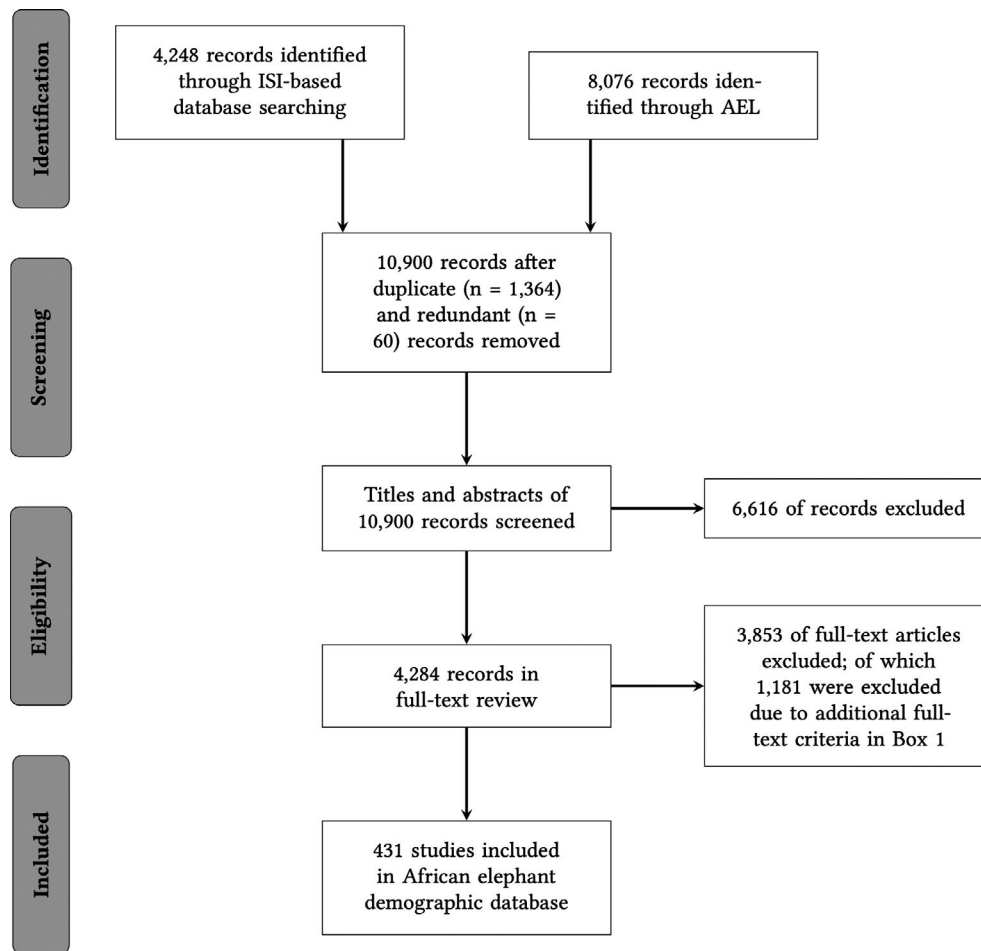 Identification
4,248 records identified
through ISI-based
database searching
8,076 records iden-
tified through AEL
Screening
10,900 records after
duplicate (n = 1,364)
and redundant (n =
60) records removed
Titles and abstracts of
10,900 records screened
6,616 of records excluded
Eligibility
4,284 records in
full-text review
3,853 of full-text articles
excluded; of which
1,181 were excluded
due to additional full-
text criteria in Box 1
Included
431 studies included
in African elephant
demographic database